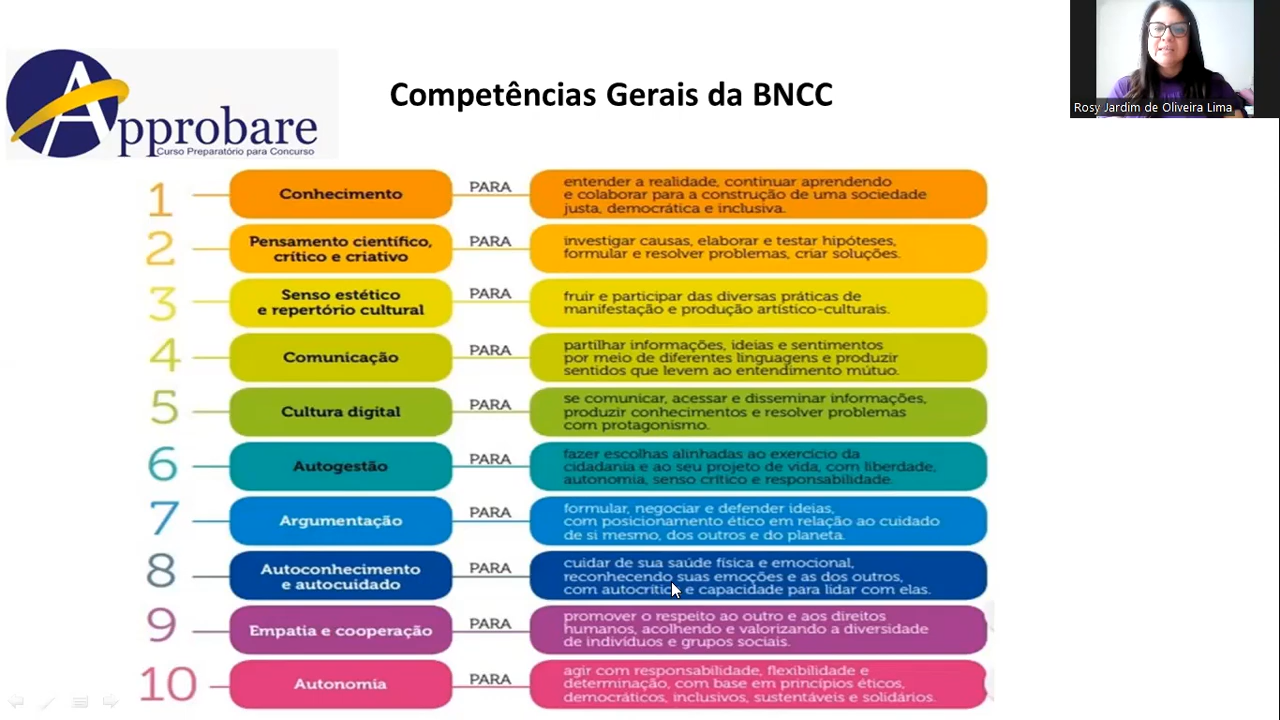 Approbare
Curso Preparatório para Concurso
Competências Gerais da BNCC
Rosy Jardim de Oliveira Lima
1
Conhecimento
PARA
entender a realidade, continuar aprendendo
e colaborar para a construção de uma sociedade
justa, democrática e inclusiva.
2
Pensamento científico,
crítico e criativo
PARA
investigar causas, elaborar e testar hipóteses,
formular e resolver problemas, criar soluções.
3
Senso estético
e repertório cultural
PARA
fruir e participar das diversas práticas de
manifestação e produção artístico-culturais.
4
Comunicação
PARA
partilhar informações, ideias e sentimentos
por meio de diferentes linguagens e produzir
sentidos que levem ao entendimento mútuo.
5
Cultura digital
PARA
se comunicar, acessar e disseminar informações,
produzir conhecimentos e resolver problemas
com protagonismo.
6
Autogestão
PARA
fazer escolhas alinhadas ao exercício da
cidadania e ao seu projeto de vida, com liberdade,
autonomia, senso crítico e responsabilidade.
7
Argumentação
PARA
formular, negociar e defender ideias,
com posicionamento ético em relação ao cuidado
de si mesmo, dos outros e do planeta.
8
Autoconhecimento
e autocuidado
PARA
cuidar de sua saúde física e emocional,
reconhecendo suas emoções e as dos outros,
com autocrítica e capacidade para lidar com elas.
9
Empatia e cooperação
PARA
promover o respeito ao outro e aos direitos
humanos, acolhendo e valorizando a diversidade
de indivíduos e grupos sociais.
10
Autonomia
PARA
agir com responsabilidade, flexibilidade e
determinação, com base em princípios éticos,
democráticos, inclusivos, sustentáveis e solidários.